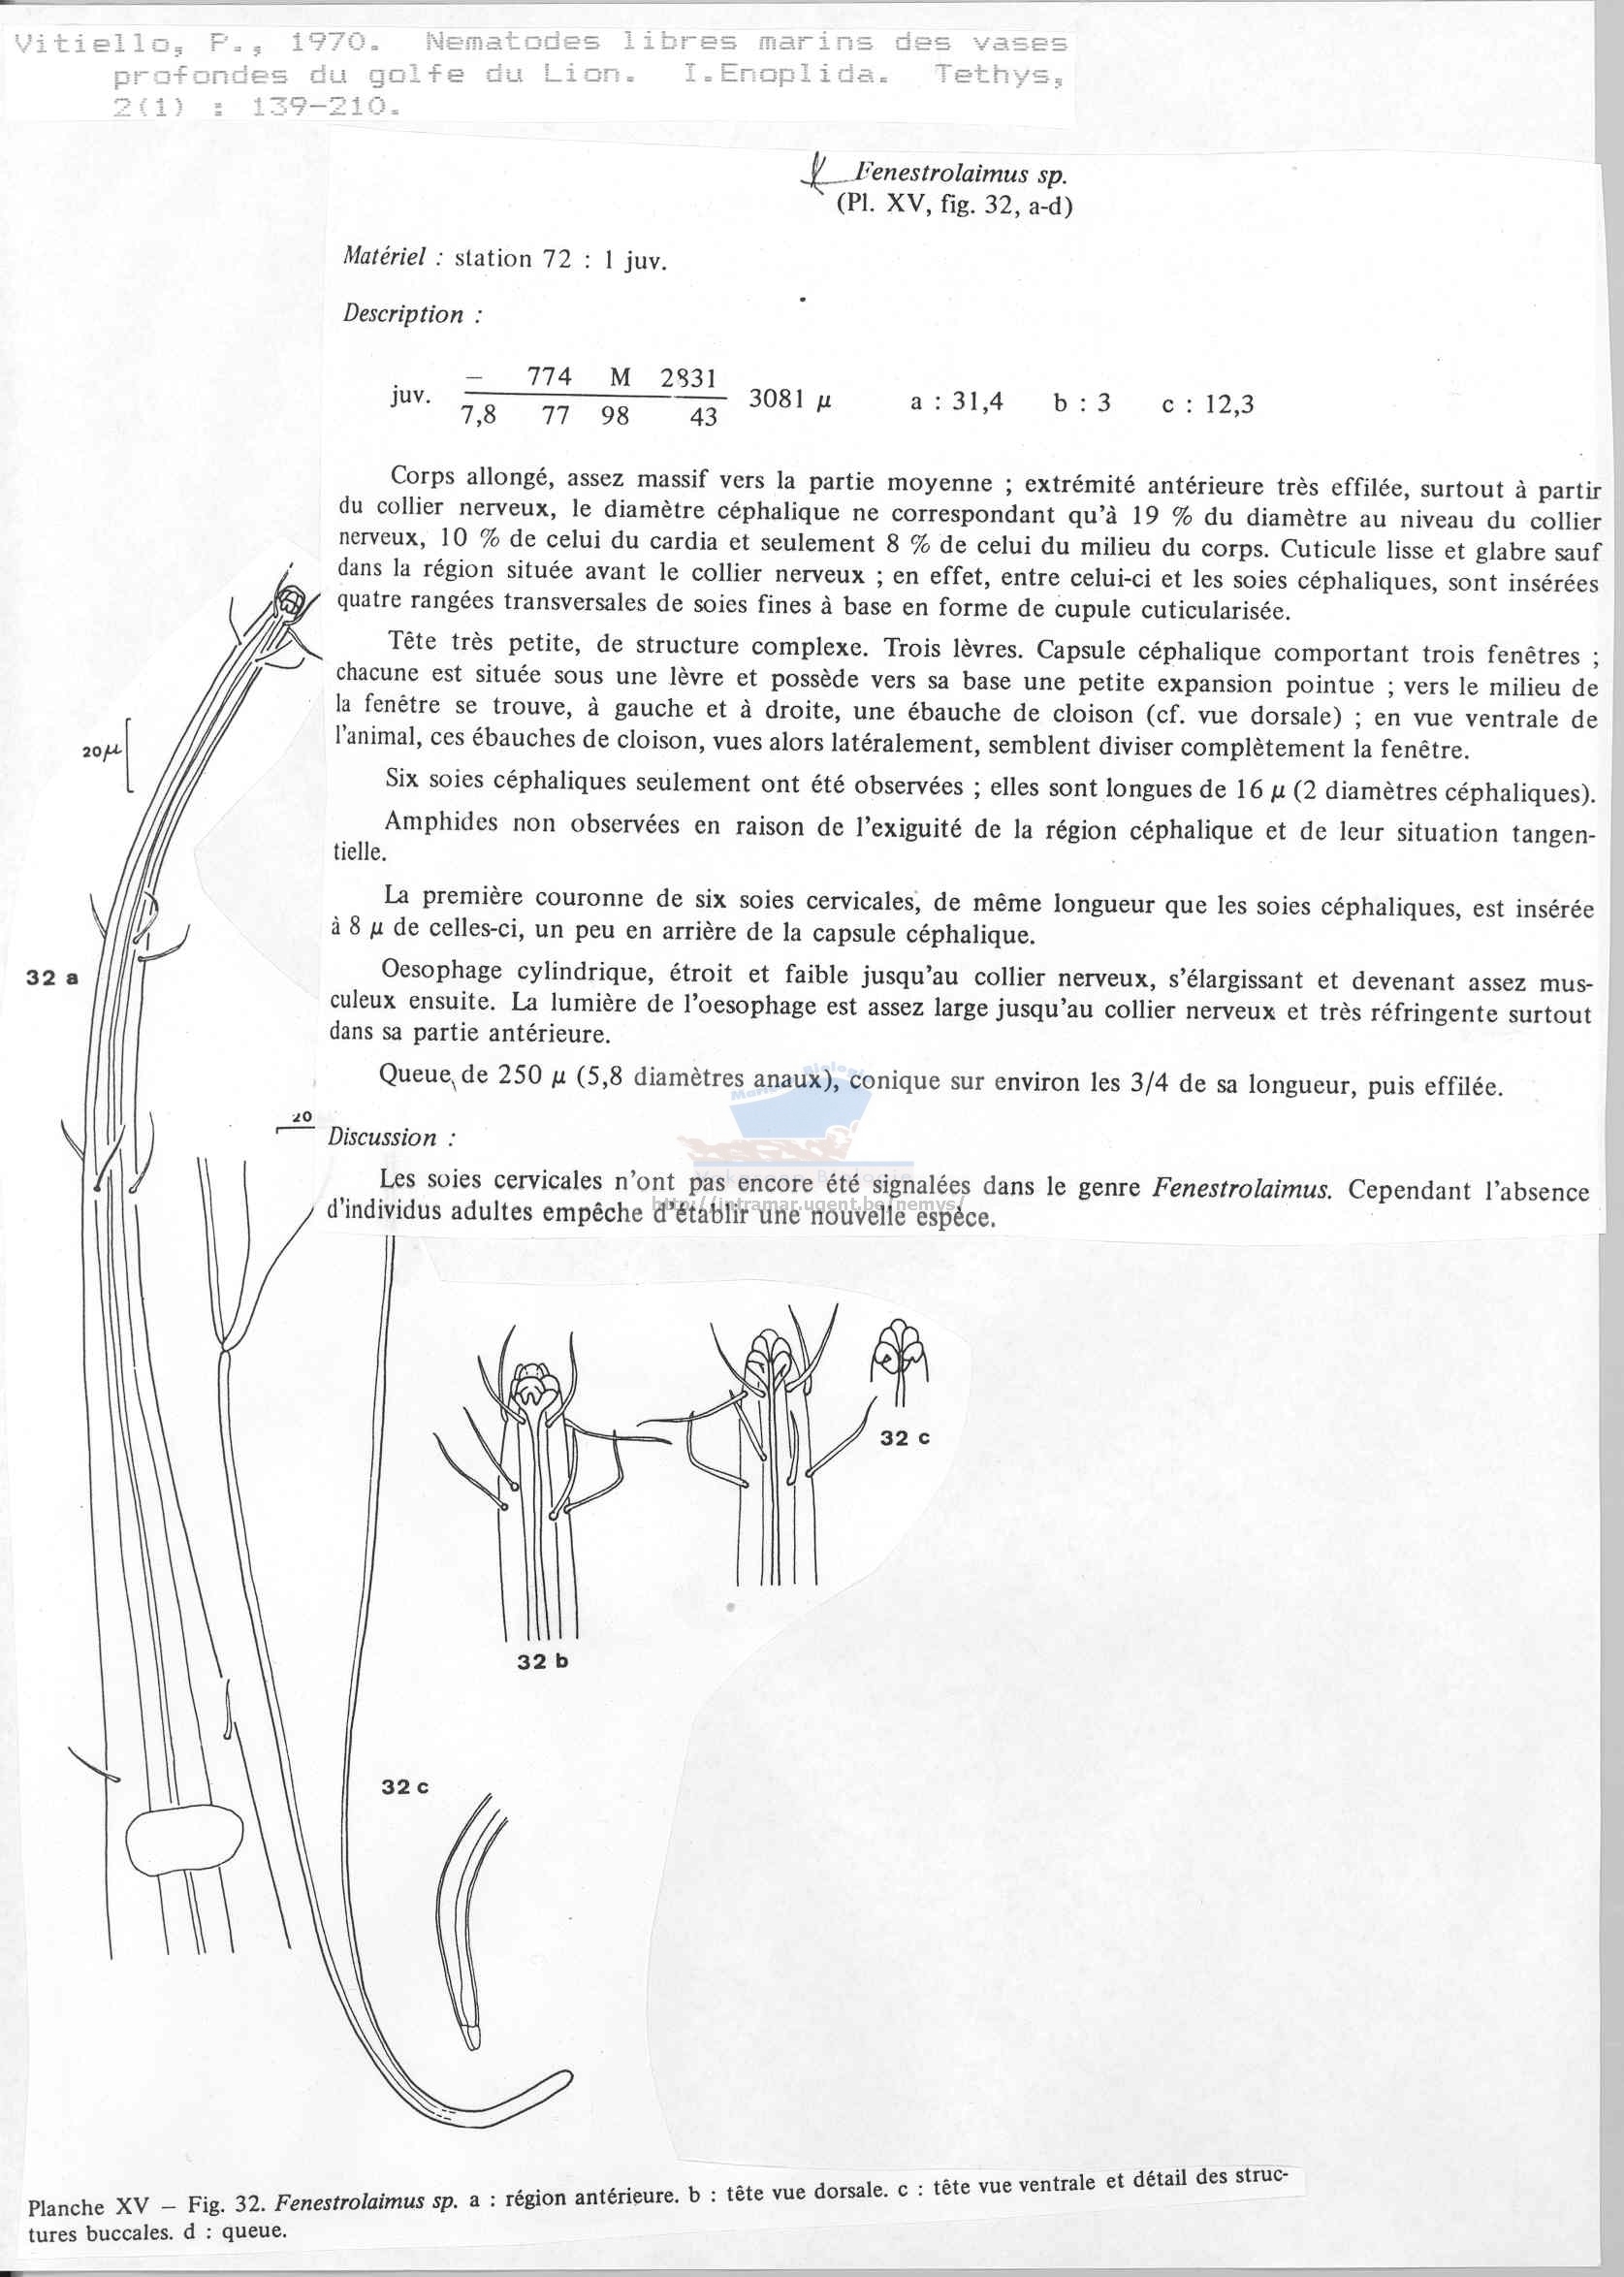 Vitiello, P., 1970. Nematodes libres marins des vases
profondes du golfe du Lion. I.Enoplida. Tethys,
2(1) : 139-210.
Fenestrolaimus sp.
(Pl. XV, fig. 32, a-d)
Matériel : station 72 : 1 juv.
Description :
— 774 M 2831
juv. 3081 µ a : 31,4 b : 3 c : 12,3
7,8 77 98 43
Corps allongé, assez massif vers la partie moyenne ; extrémité antérieure très effilée, surtout à partir
du collier nerveux, le diamètre céphalique ne correspondant qu'à 19 % du diamètre au niveau du collier
nerveux, 10 % de celui du cardia et seulement 8 % de celui du milieu du corps. Cuticule lisse et glabre sauf
dans la région située avant le collier nerveux ; en effet, entre celui-ci et les soies céphaliques, sont insérées
quatre rangées transversales de soies fines à base en forme de cupule cuticularisée.
Tête très petite, de structure complexe. Trois lèvres. Capsule céphalique comportant trois fenêtres ;
chacune est située sous une lèvre et possède vers sa base une petite expansion pointue ; vers le milieu de
la fenêtre se trouve, à gauche et à droite, une ébauche de cloison (cf. vue dorsale) ; en vue ventrale de
l'animal, ces ébauches de cloison, vues alors latéralement, semblent diviser complètement la fenêtre.
Six soies céphaliques seulement ont été observées ; elles sont longues de 16 µ (2 diamètres céphaliques).
Amphides non observées en raison de l'exiguité de la région céphalique et de leur situation tangen-
tielle.
La première couronne de six soies cervicales, de même longueur que les soies céphaliques, est insérée
à 8 µ de celles-ci, un peu en arrière de la capsule céphalique.
Oesophage cylindrique, étroit et faible jusqu'au collier nerveux, s'élargissant et devenant assez mus-
culeux ensuite. La lumière de l'oesophage est assez large jusqu'au collier nerveux et très réfringente surtout
dans sa partie antérieure.
Queue de 250 µ (5,8 diamètres anaux), conique sur environ les 3/4 de sa longueur, puis effilée.
Discussion :
Les soies cervicales n'ont pas encore été signalées dans le genre Fenestrolaimus. Cependant l'absence
d'individus adultes empêche d'établir une nouvelle espèce.
http://intramar.ugent.be/nemys/
20µ
32 a
20
32 c
32 b
32 c
Planche XV — Fig. 32. Fenestrolaimus sp. a : région antérieure. b : tête vue dorsale. c : tête vue ventrale et détail des struc-
tures buccales. d : queue.